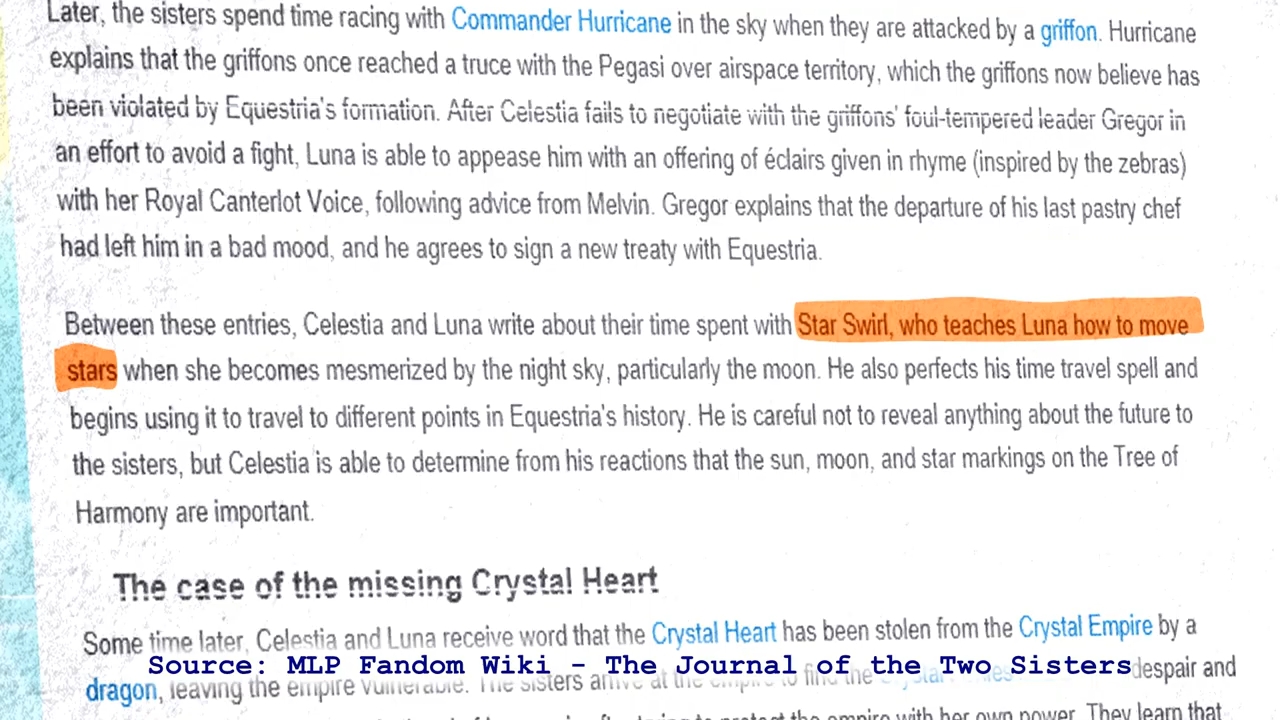 Later, the sisters spend time racing with Commander Hurricane in the sky when they are attacked by a griffon. Hurricane
explains that the griffons once reached a truce with the Pegasi over airspace territory, which the griffons now believe has
been violated by Equestria's formation. After Celestia fails to negotiate with the griffons' foul-tempered leader Gregor in
an effort to avoid a fight, Luna is able to appease him with an offering of éclairs given in rhyme (inspired by the zebras)
with her Royal Canterlot Voice, following advice from Melvin. Gregor explains that the departure of his last pastry chef
had left him in a bad mood, and he agrees to sign a new treaty with Equestria.
Between these entries, Celestia and Luna write about their time spent with Star Swirl, who teaches Luna how to move
stars when she becomes mesmerized by the night sky, particularly the moon. He also perfects his time travel spell and
begins using it to travel to different points in Equestria's history. He is careful not to reveal anything about the future to
the sisters, but Celestia is able to determine from his reactions that the sun, moon, and star markings on the Tree of
Harmony are important.
The case of the missing Crystal Heart
Some time later, Celestia and Luna receive word that the Crystal Heart has been stolen from the Crystal Empire by a
Source: MLP Fandom Wiki - The Journal of the Two Sisters
dragon, leaving the empire vulnerable. The sisters arrive at the empire to find the despair and
to protect the empire with her own power. They learn that